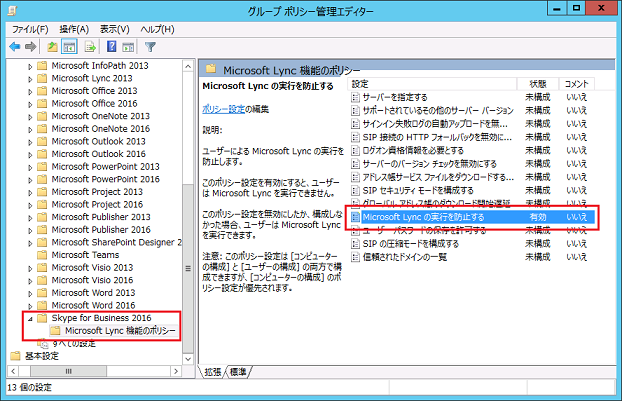 グループ ポリシー管理エディター
ファイル(F) 操作(A) 表示(V) ヘルプ(H)
Microsoft InfoPath 2013
Microsoft Lync 2013
Microsoft Office 2013
Microsoft Office 2016
Microsoft OneNote 2013
Microsoft OneNote 2016
Microsoft Outlook 2013
Microsoft Outlook 2016
Microsoft PowerPoint 2013
Microsoft PowerPoint 2016
Microsoft Project 2013
Microsoft Project 2016
Microsoft Publisher 2013
Microsoft Publisher 2016
Microsoft SharePoint Designer 2
Microsoft Teams
Microsoft Visio 2013
Microsoft Visio 2016
Microsoft Word 2013
Microsoft Word 2016
Skype for Business 2016
Microsoft Lync 機能のポリシー
すべての設定
基本設定
Microsoft Lync 機能のポリシー
Microsoft Lync の実行を防止する
ポリシー設定の編集
説明:
ユーザーによる Microsoft Lync の実行を
防止します。
このポリシー設定を有効にすると、ユーザー
は Microsoft Lync を実行できません。
このポリシー設定を無効にしたか、構成しな
かった場合、ユーザーは Microsoft Lync
を実行できます。
注意: このポリシー設定は [コンピューター
の構成] と [ユーザーの構成] の両方で構
成できますが、[コンピューターの構成] のポ
リシー設定が優先されます。
設定 状態 コメント
サーバーを指定する 未構成 いいえ
サポートされているその他のサーバー バージョン 未構成 いいえ
サインイン失敗ログの自動アップロードを無... 未構成 いいえ
SIP 接続の HTTP フォールバックを無効に... 未構成 いいえ
ログオン資格情報を必要とする 未構成 いいえ
サーバーのバージョン チェックを無効にする 未構成 いいえ
アドレス帳サービス ファイルのダウンロードする... 未構成 いいえ
SIP セキュリティ モードを構成する 未構成 いいえ
グローバル アドレス帳のダウンロード開始遅延 未構成 いいえ
Microsoft Lync の実行を防止する 有効 いいえ
ユーザー パスワードの保存を許可する 未構成 いいえ
SIP の圧縮モードを構成する 未構成 いいえ
信頼されたドメインの一覧 未構成 いいえ
拡張 標準
13 個の設定